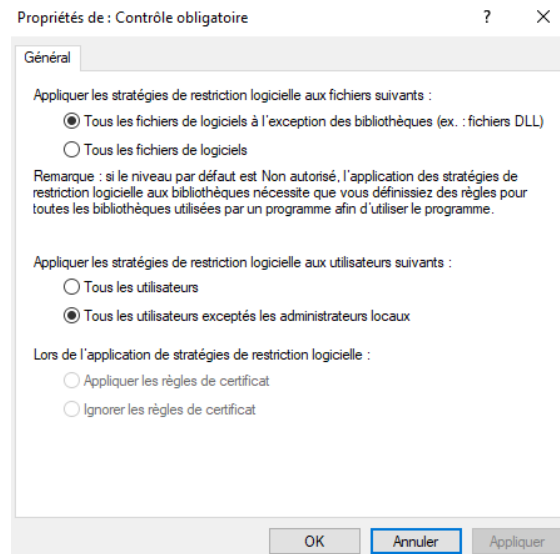 Propriétés de : Contrôle obligatoire
?
Général
Appliquer les stratégies de restriction logicielle aux fichiers suivants :
Tous les fichiers de logiciels à l'exception des bibliothèques (ex. : fichiers DLL)
Tous les fichiers de logiciels
Remarque : si le niveau par défaut est Non autorisé, l'application des stratégies de
restriction logicielle aux bibliothèques nécessite que vous définissiez des règles pour
toutes les bibliothèques utilisées par un programme afin d'utiliser le programme.
Appliquer les stratégies de restriction logicielle aux utilisateurs suivants :
Tous les utilisateurs
Tous les utilisateurs exceptés les administrateurs locaux
Lors de l'application de stratégies de restriction logicielle :
Appliquer les règles de certificat
Ignorer les règles de certificat
OK Annuler Appliquer